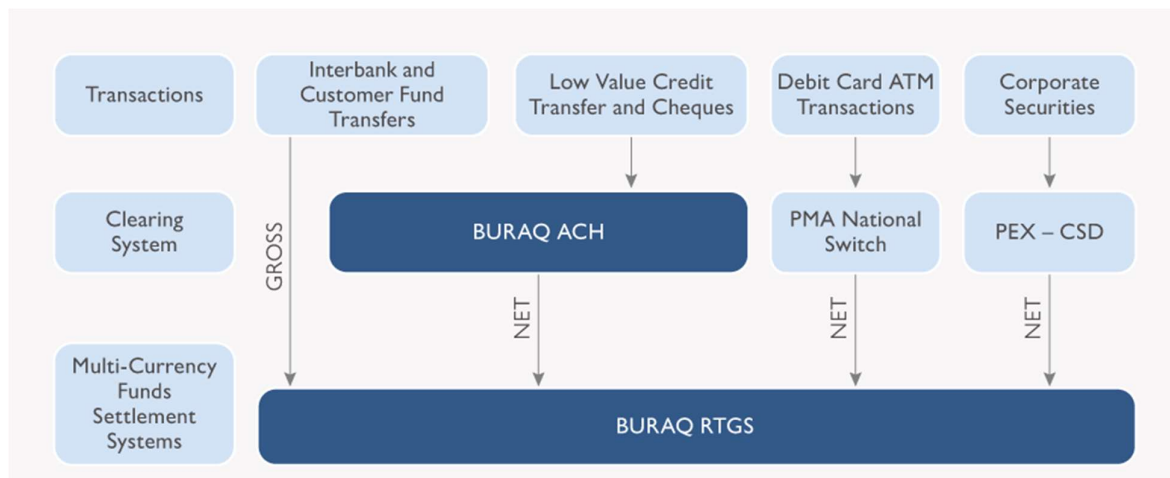 Transactions
Interbank and
Customer Fund
Transfers
Low Value Credit
Transfer and Cheques
Debit Card ATM
Transactions
Corporate
Securities
Clearing
System
GROSS
BURAQ ACH
PMA National
Switch
PEX – CSD
NET
NET
NET
Multi-Currency
Funds
Settlement
Systems
BURAQ RTGS